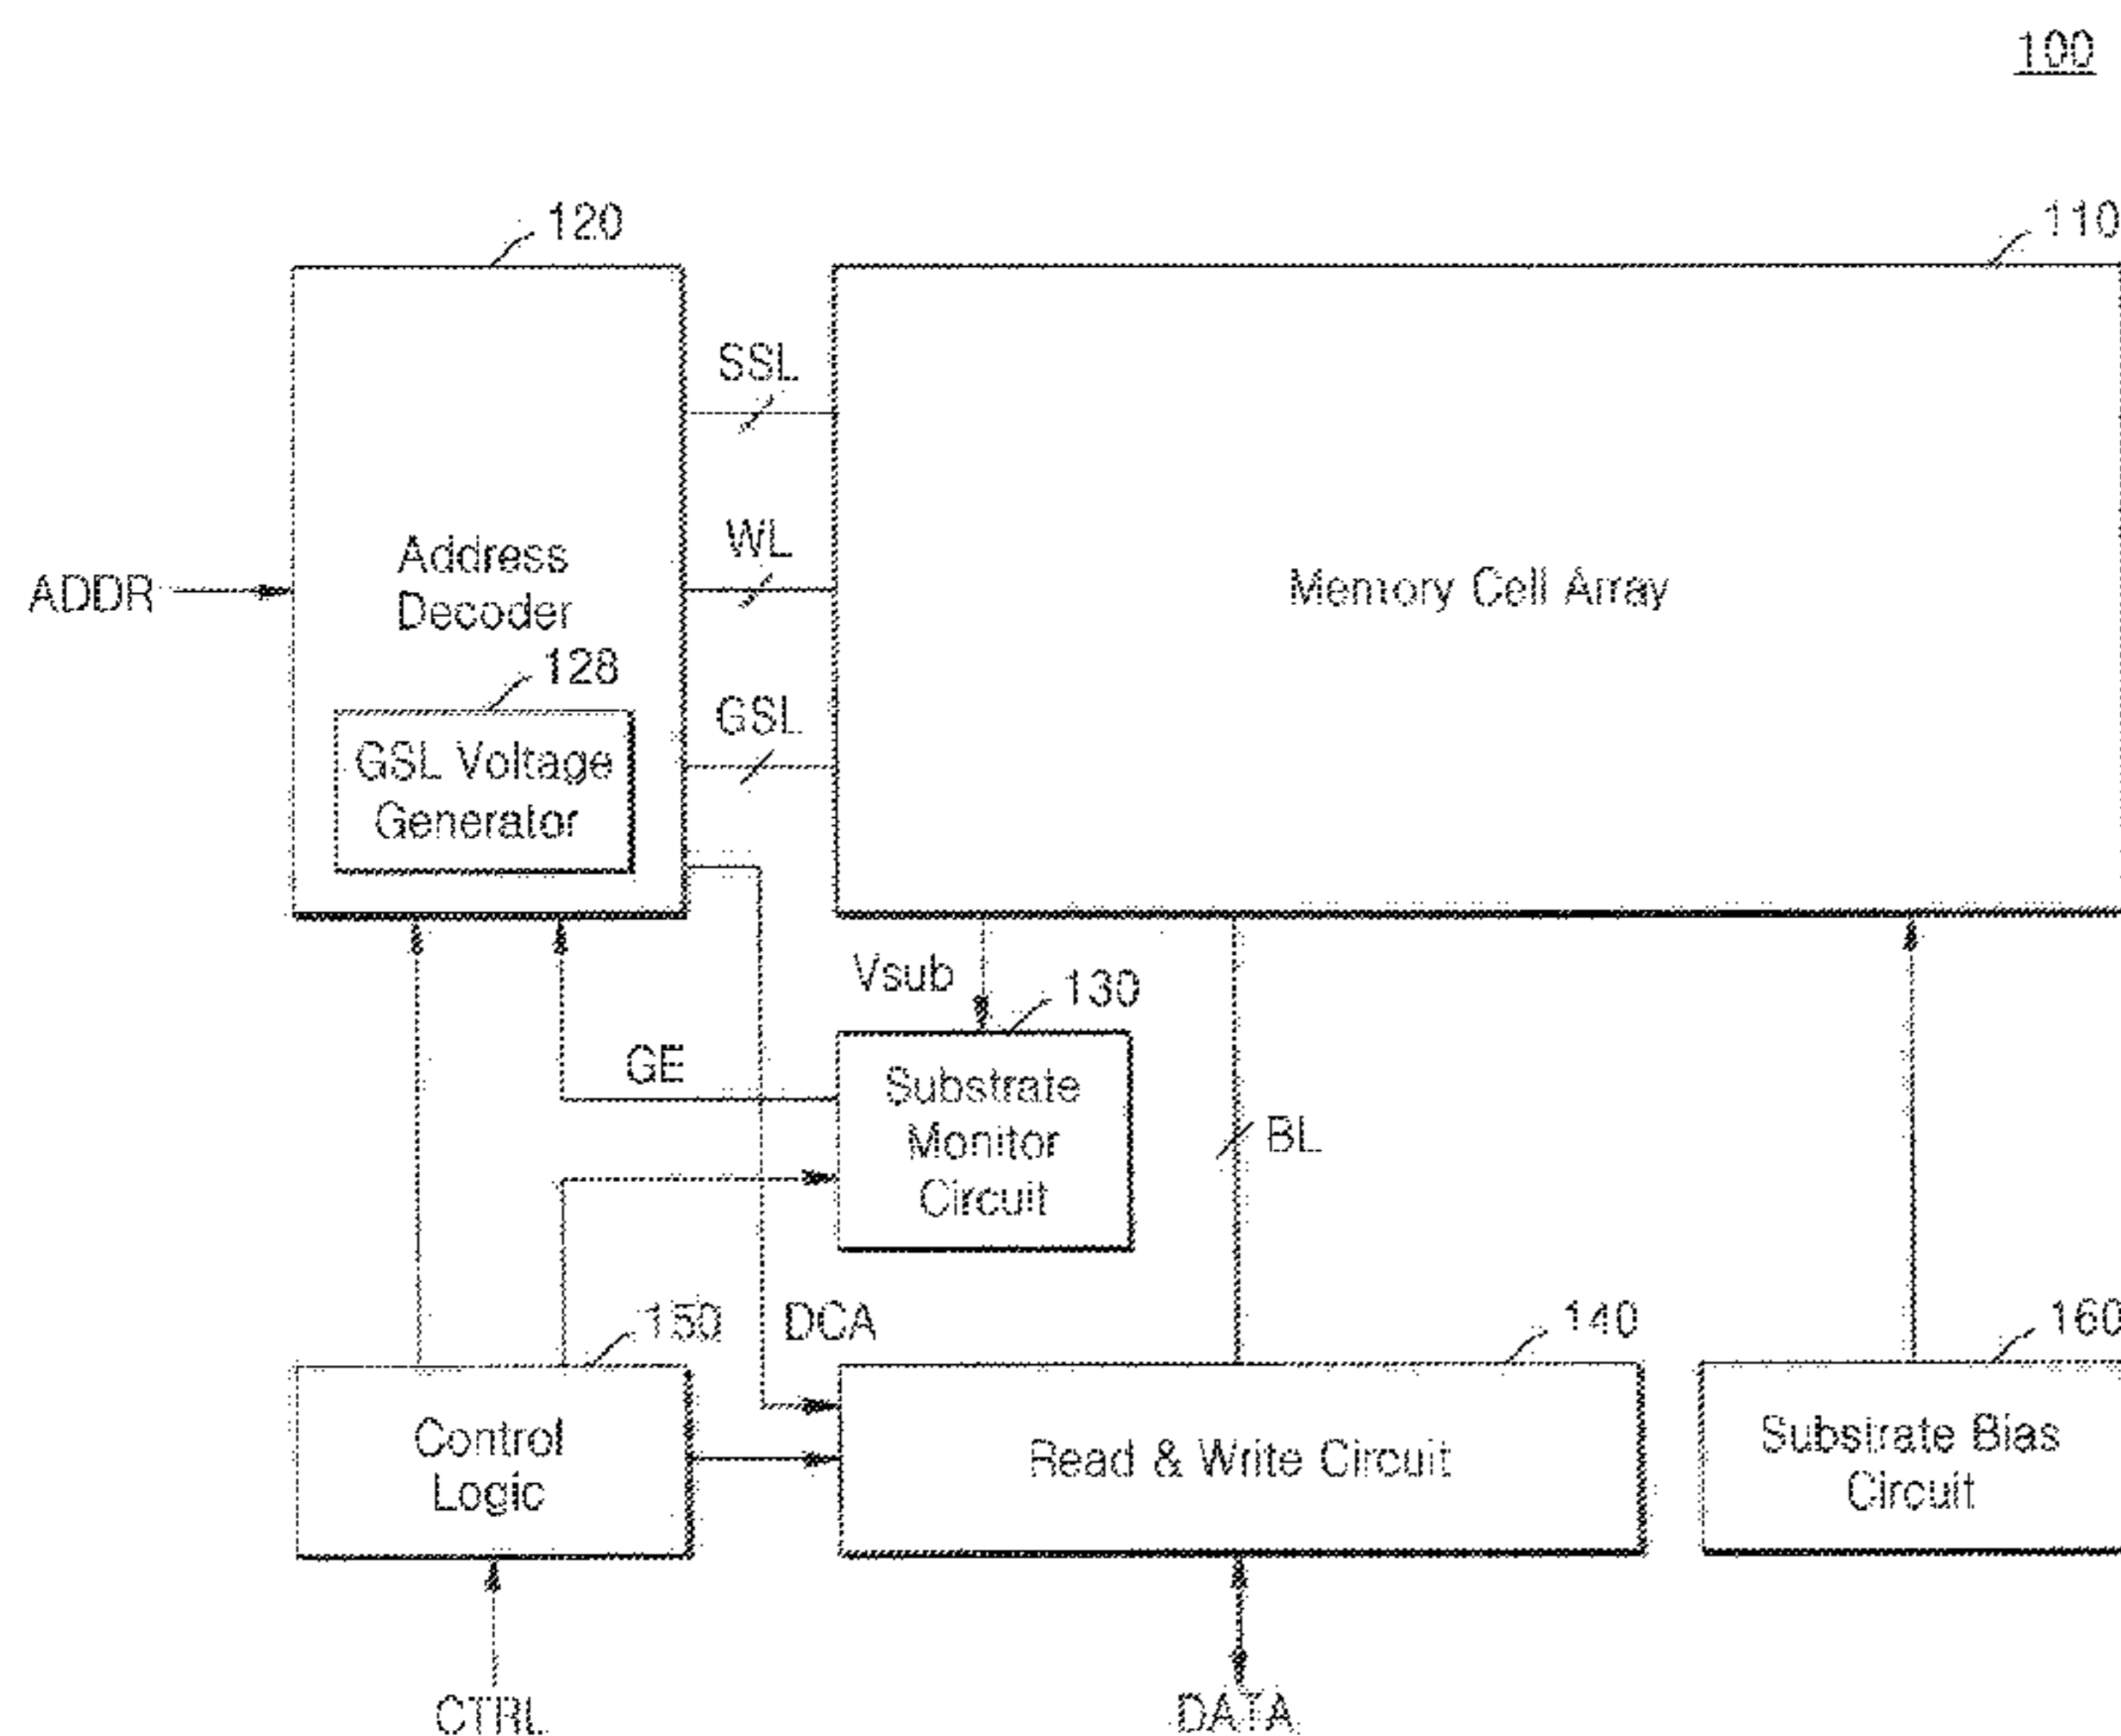 100
120
110
SSL
WL
ADDR
Address
Decoder
Memory Cell Array
128
GSL
GSL Voltage
Generator
Vsub
130
GE
Substrate
Monitor
Circuit
BL
150
DCA
140
160
Control
Logic
Read & Write Circuit
Substrate Bias
Circuit
CTRL
DATA